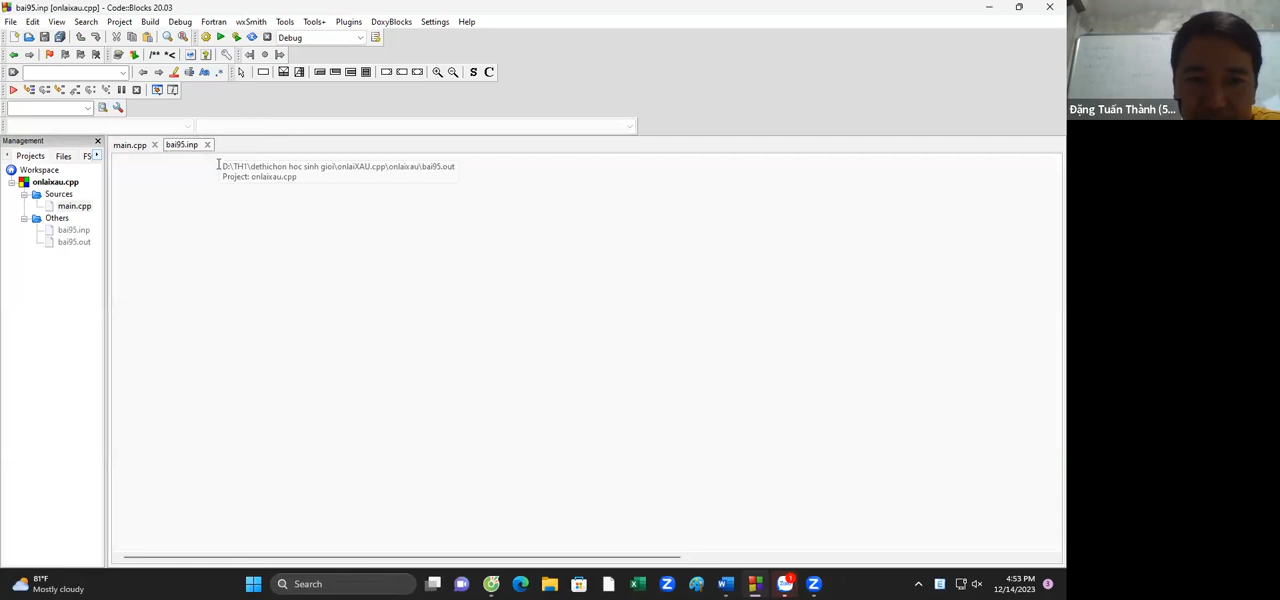 bai95.inp [onlaixau.cpp] - Code::Blocks 20.03
File Edit View Search Project Build Debug Fortran wxSmith Tools Tools+ Plugins DoxyBlocks Settings Help
Debug
/** *<
S C
Management
Projects Files FS
main.cpp bai95.inp
Workspace
onlaixau.cpp
Sources
main.cpp
Others
bai95.inp
bai95.out
D:\TH1\dethichon hoc sinh gioi\onlaiXAU.cpp\onlaixau\bai95.out
Project: onlaixau.cpp
Đặng Tuấn Thành (5...
81°F
Mostly cloudy
Search
1
4:53 PM
12/14/2023
3